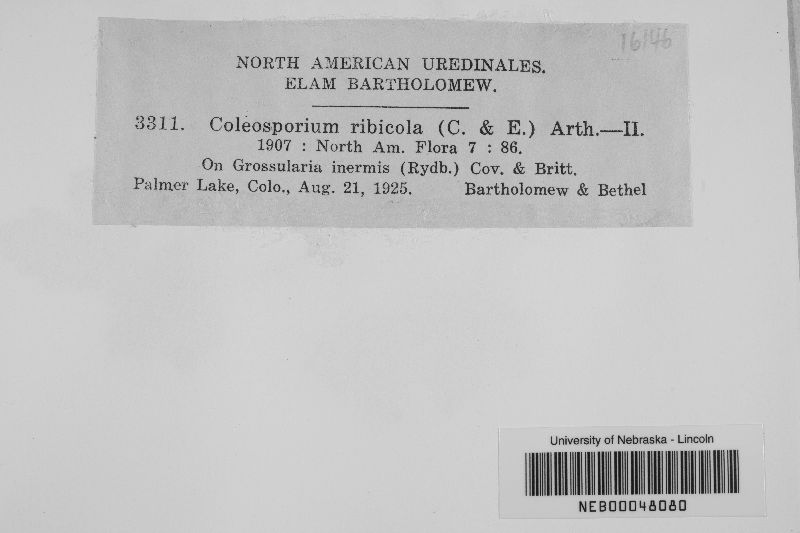 16146
NORTH AMERICAN UREDINALES.
ELAM BARTHOLOMEW.
3311. Coleosporium ribicola (C. & E.) Arth.—II.
1907 : North Am. Flora 7 : 86.
On Grossularia inermis (Rydb.) Cov. & Britt.
Palmer Lake, Colo., Aug. 21, 1925. Bartholomew & Bethel
University of Nebraska - Lincoln
NEB00048080